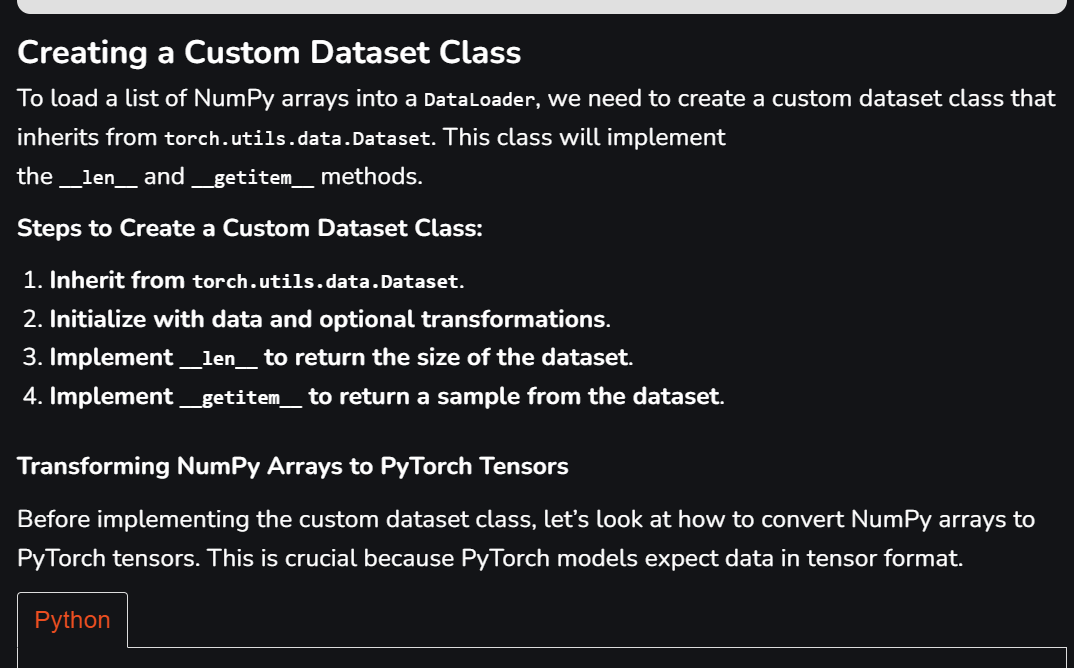 Creating a Custom Dataset Class
To load a list of NumPy arrays into a DataLoader, we need to create a custom dataset class that
inherits from torch.utils.data.Dataset. This class will implement
the __len__ and __getitem__ methods.
Steps to Create a Custom Dataset Class:
1. Inherit from torch.utils.data.Dataset.
2. Initialize with data and optional transformations.
3. Implement __len__ to return the size of the dataset.
4. Implement __getitem__ to return a sample from the dataset.
Transforming NumPy Arrays to PyTorch Tensors
Before implementing the custom dataset class, let’s look at how to convert NumPy arrays to
PyTorch tensors. This is crucial because PyTorch models expect data in tensor format.
Python